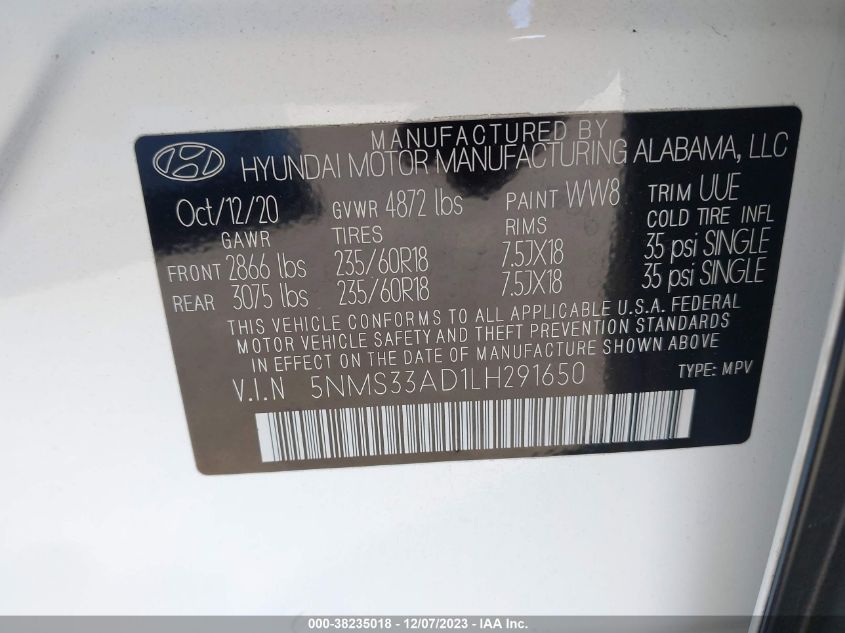 MANUFACTURED BY
HYUNDAI MOTOR MANUFACTURING ALABAMA, LLC
Oct/12/20 GVWR 4872 lbs PAINT WW8 TRIM UUE
GAWR TIRES RIMS COLD TIRE INFL
FRONT 2866 lbs 235/60R18 7.5JX18 35 psi SINGLE
REAR 3075 lbs 235/60R18 7.5JX18 35 psi SINGLE
THIS VEHICLE CONFORMS TO ALL APPLICABLE U.S.A. FEDERAL
MOTOR VEHICLE SAFETY AND THEFT PREVENTION STANDARDS
IN EFFECT ON THE DATE OF MANUFACTURE SHOWN ABOVE
V.I.N 5NMS33AD1LH291650 TYPE: MPV
000-38235018 - 12/07/2023 - IAA Holdings, LLC and IAA Inc.